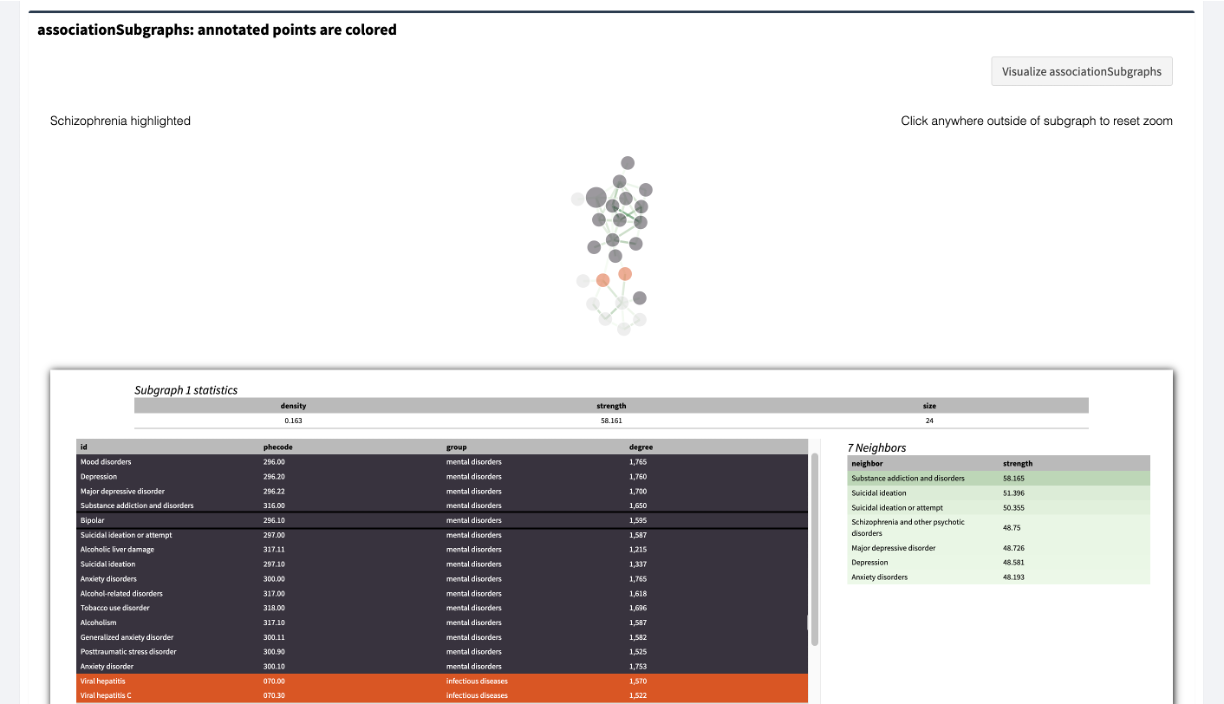 associationSubgraphs: annotated points are colored
Visualize associationSubgraphs
Schizophrenia highlighted
Click anywhere outside of subgraph to reset zoom
Subgraph 1 statistics
density strength size
0.163 58.161 24
id phecode group degree
Mood disorders 296.00 mental disorders 1,765
Depression 296.20 mental disorders 1,760
Major depressive disorder 296.22 mental disorders 1,700
Substance addiction and disorders 316.00 mental disorders 1,650
Bipolar 296.10 mental disorders 1,595
Suicidal ideation or attempt 297.00 mental disorders 1,587
Alcoholic liver damage 317.11 mental disorders 1,215
Suicidal ideation 297.10 mental disorders 1,337
Anxiety disorders 300.00 mental disorders 1,765
Alcohol-related disorders 317.00 mental disorders 1,618
Tobacco use disorder 318.00 mental disorders 1,696
Alcoholism 317.10 mental disorders 1,587
Generalized anxiety disorder 300.11 mental disorders 1,582
Posttraumatic stress disorder 300.90 mental disorders 1,525
Anxiety disorder 300.10 mental disorders 1,753
Viral hepatitis 070.00 infectious diseases 1,570
Viral hepatitis C 070.30 infectious diseases 1,522
7 Neighbors
neighbor strength
Substance addiction and disorders 58.165
Suicidal ideation 51.396
Suicidal ideation or attempt 50.355
Schizophrenia and other psychotic
disorders 48.75
Major depressive disorder 48.726
Depression 48.581
Anxiety disorders 48.193